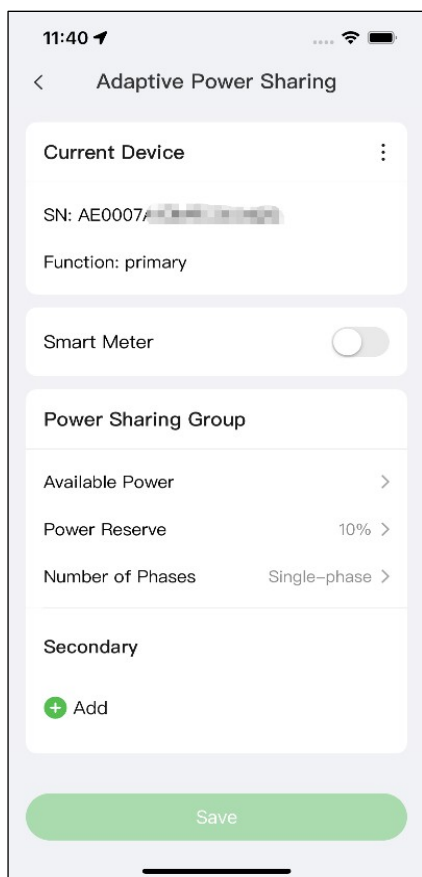 11:40
Adaptive Power Sharing
Current Device
SN: AE0007
Function: primary
Smart Meter
Power Sharing Group
Available Power
Power Reserve 10%
Number of Phases Single-phase
Secondary
Add
Save